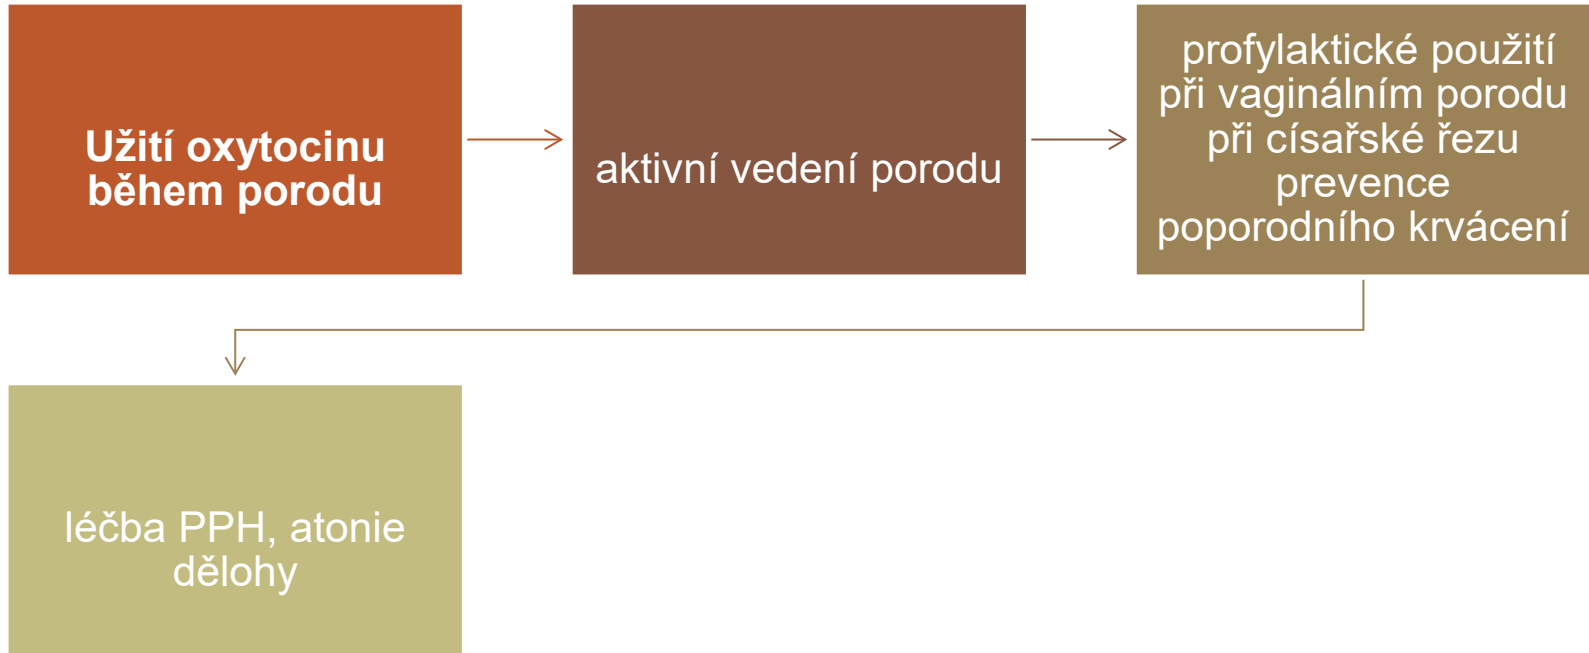 Užití oxytocinu
během porodu
aktivní vedení porodu
profylaktické použití
při vaginálním porodu
při císařské řezu
prevence
poporodního krvácení
léčba PPH, atonie
dělohy